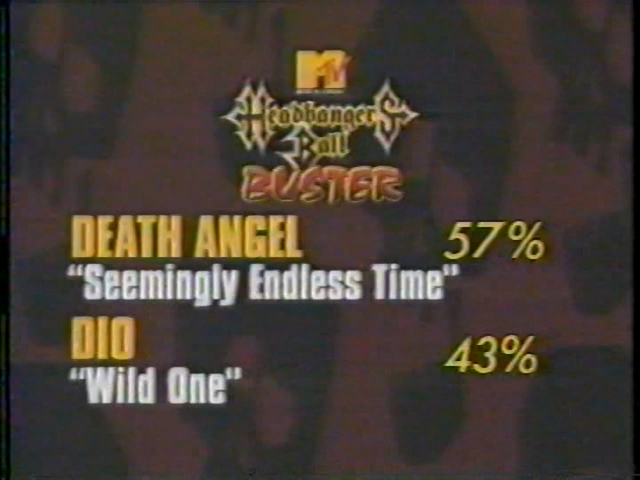 MTV
Headbangers
Ball
BUSTER
DEATH ANGEL 57%
"Seemingly Endless Time"
DIO 43%
"Wild One"